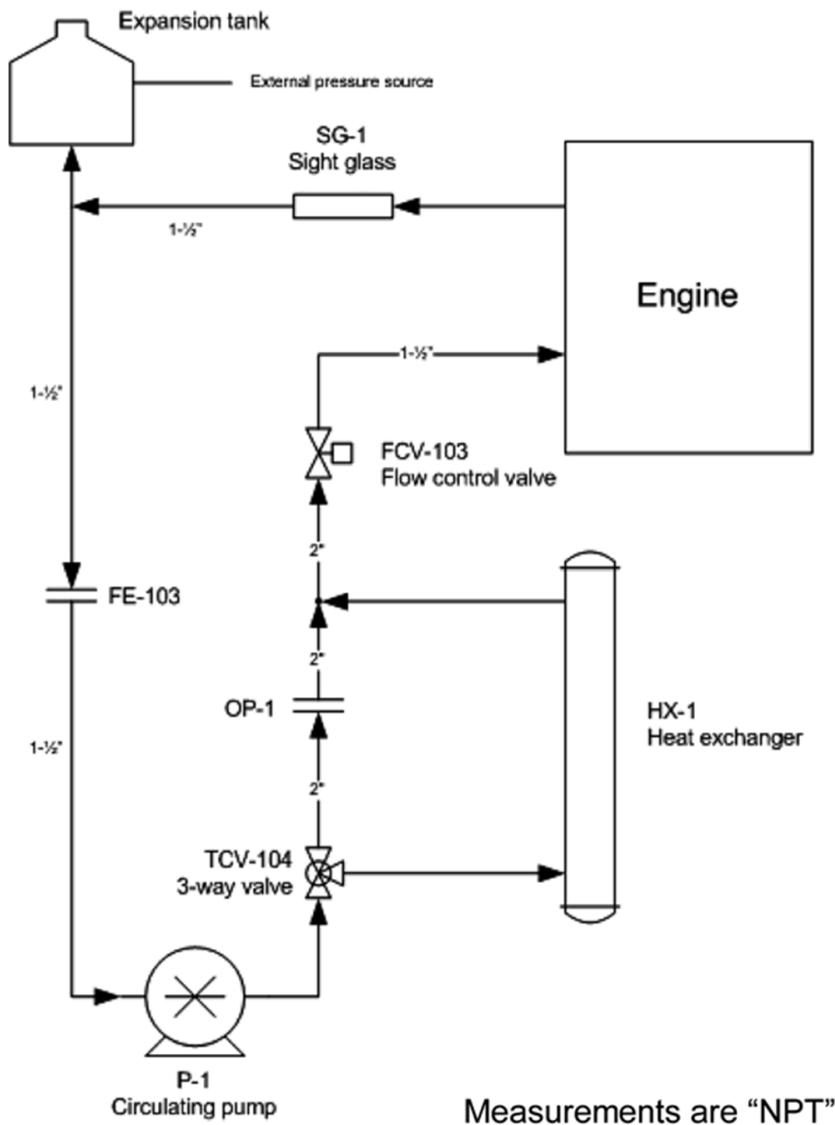 Expansion tank
External pressure source
SG-1
Sight glass
1-½"
Engine
1-½"
1-½"
FCV-103
Flow control valve
2"
FE-103
2"
OP-1
HX-1
Heat exchanger
1-½"
2"
TCV-104
3-way valve
P-1
Circulating pump
Measurements are “NPT”